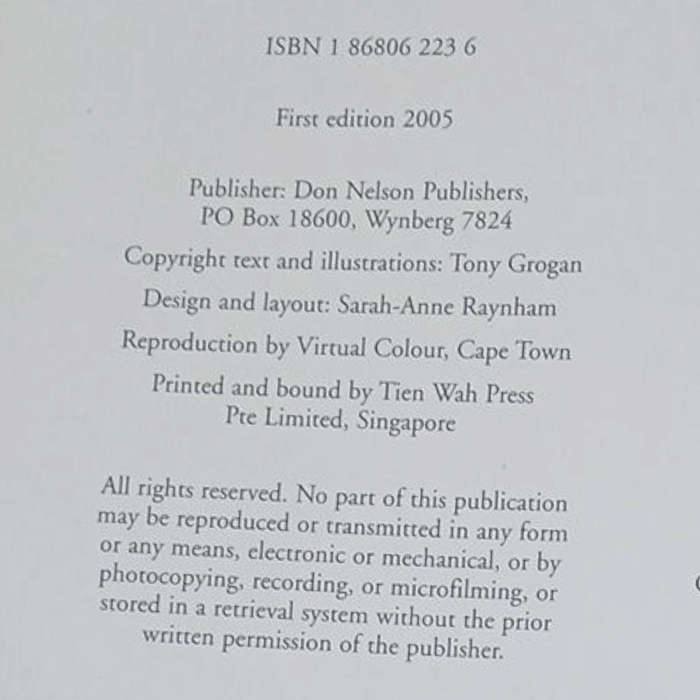 ISBN 1 86806 223 6
First edition 2005
Publisher: Don Nelson Publishers,
PO Box 18600, Wynberg 7824
Copyright text and illustrations: Tony Grogan
Design and layout: Sarah-Anne Raynham
Reproduction by Virtual Colour, Cape Town
Printed and bound by Tien Wah Press
Pte Limited, Singapore
All rights reserved. No part of this publication
may be reproduced or transmitted in any form
or any means, electronic or mechanical, or by
photocopying, recording, or microfilming, or
stored in a retrieval system without the prior
written permission of the publisher.